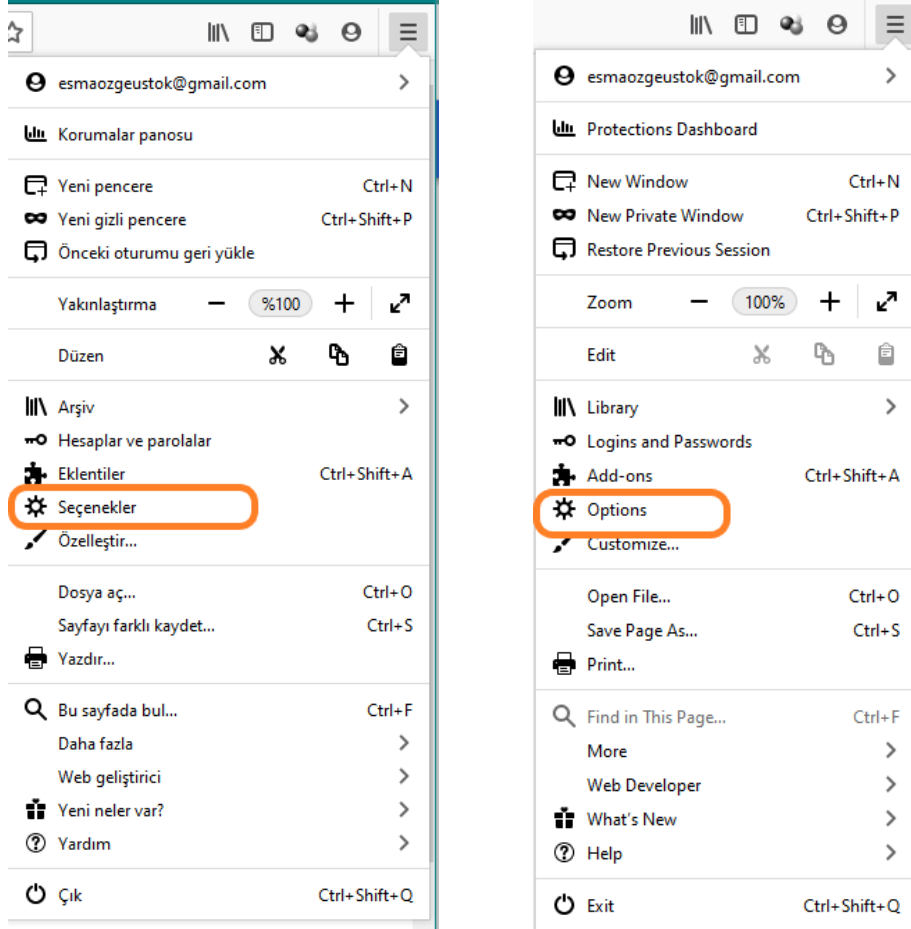 esmaozgeustok@gmail.com
Korumalar panosu
Yeni pencere Ctrl+N
Yeni gizli pencere Ctrl+Shift+P
Önceki oturumu geri yükle
Yakınlaştırma %100
Düzen
Arşiv
Hesaplar ve parolalar
Eklentiler Ctrl+Shift+A
Seçenekler
Özelleştir...
Dosya aç... Ctrl+O
Sayfayı farklı kaydet... Ctrl+S
Yazdır...
Bu sayfada bul... Ctrl+F
Daha fazla
Web geliştirici
Yeni neler var?
Yardım
Çık Ctrl+Shift+Q
esmaozgeustok@gmail.com
Protections Dashboard
New Window Ctrl+N
New Private Window Ctrl+Shift+P
Restore Previous Session
Zoom 100%
Edit
Library
Logins and Passwords
Add-ons Ctrl+Shift+A
Options
Customize...
Open File... Ctrl+O
Save Page As... Ctrl+S
Print...
Find in This Page... Ctrl+F
More
Web Developer
What's New
Help
Exit Ctrl+Shift+Q